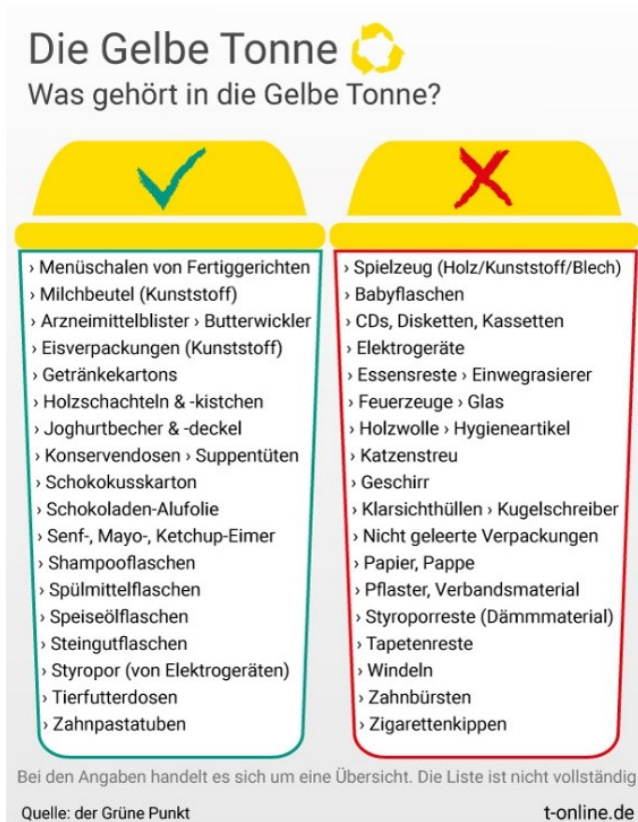 Die Gelbe Tonne
Was gehört in die Gelbe Tonne?
› Menüschalen von Fertiggerichten
› Milchbeutel (Kunststoff)
› Arzneimittelblister › Butterwickler
› Eisverpackungen (Kunststoff)
› Getränkekartons
› Holzschachteln & -kistchen
› Joghurtbecher & -deckel
› Konservendosen › Suppentüten
› Schokokusskarton
› Schokoladen-Alufolie
› Senf-, Mayo-, Ketchup-Eimer
› Shampooflaschen
› Spülmittelflaschen
› Speiseölflaschen
› Steingutflaschen
› Styropor (von Elektrogeräten)
› Tierfutterdosen
› Zahnpastatuben
› Spielzeug (Holz/Kunststoff/Blech)
› Babyflaschen
› CDs, Disketten, Kassetten
› Elektrogeräte
› Essensreste › Einwegrasierer
› Feuerzeuge › Glas
› Holzwolle › Hygieneartikel
› Katzenstreu
› Geschirr
› Klarsichthüllen › Kugelschreiber
› Nicht geleerte Verpackungen
› Papier, Pappe
› Pflaster, Verbandsmaterial
› Styroporreste (Dämmmaterial)
› Tapetenreste
› Windeln
› Zahnbürsten
› Zigarettenkippen
Bei den Angaben handelt es sich um eine Übersicht. Die Liste ist nicht vollständig
Quelle: der Grüne Punkt
t-online.de